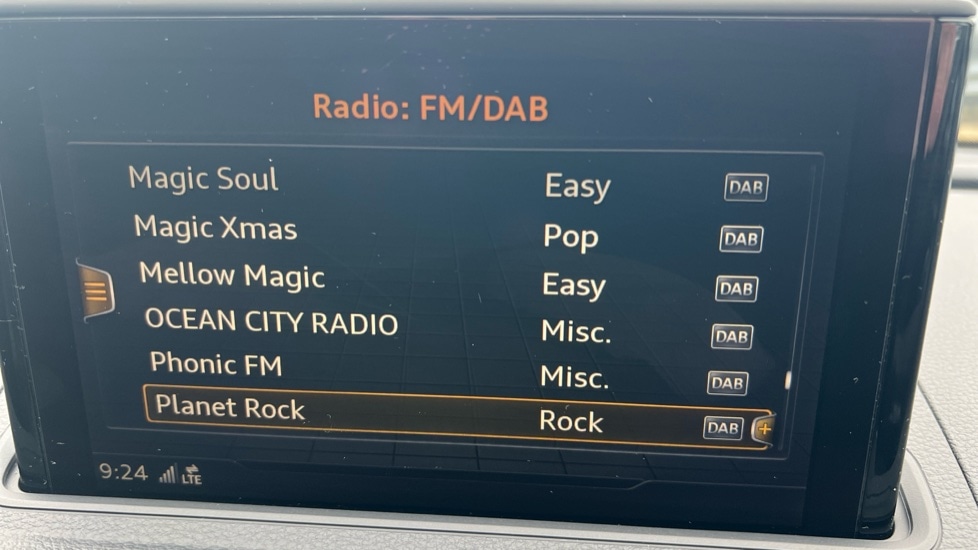 Radio: FM/DAB
Magic Soul Easy DAB
Magic Xmas Pop DAB
Mellow Magic Easy DAB
OCEAN CITY RADIO Misc. DAB
Phonic FM Misc. DAB
Planet Rock Rock DAB +
9:24 LTE